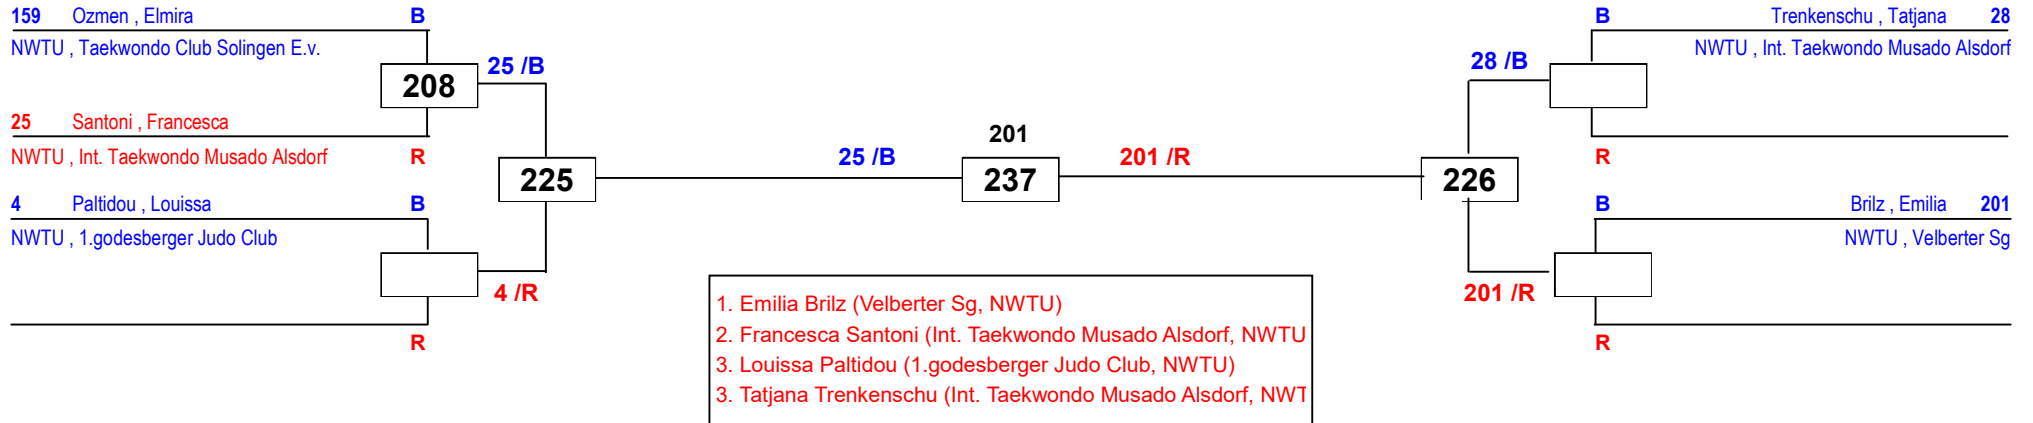 159 Ozmen , Elmira B
NWTU , Taekwondo Club Solingen E.v.
208
25 /B
25 Santoni , Francesca
NWTU , Int. Taekwondo Musado Alsdorf R
225
4 Paltidou , Louissa B
NWTU , 1.godesberger Judo Club
4 /R
R
25 /B
201
237
201 /R
B Trenkenschu , Tatjana 28
NWTU , Int. Taekwondo Musado Alsdorf
28 /B
R
226
B Brilz , Emilia 201
NWTU , Velberter Sg
201 /R
R
1. Emilia Brilz (Velberter Sg, NWTU)
2. Francesca Santoni (Int. Taekwondo Musado Alsdorf, NWTU
3. Louissa Paltidou (1.godesberger Judo Club, NWTU)
3. Tatjana Trenkenschu (Int. Taekwondo Musado Alsdorf, NWT